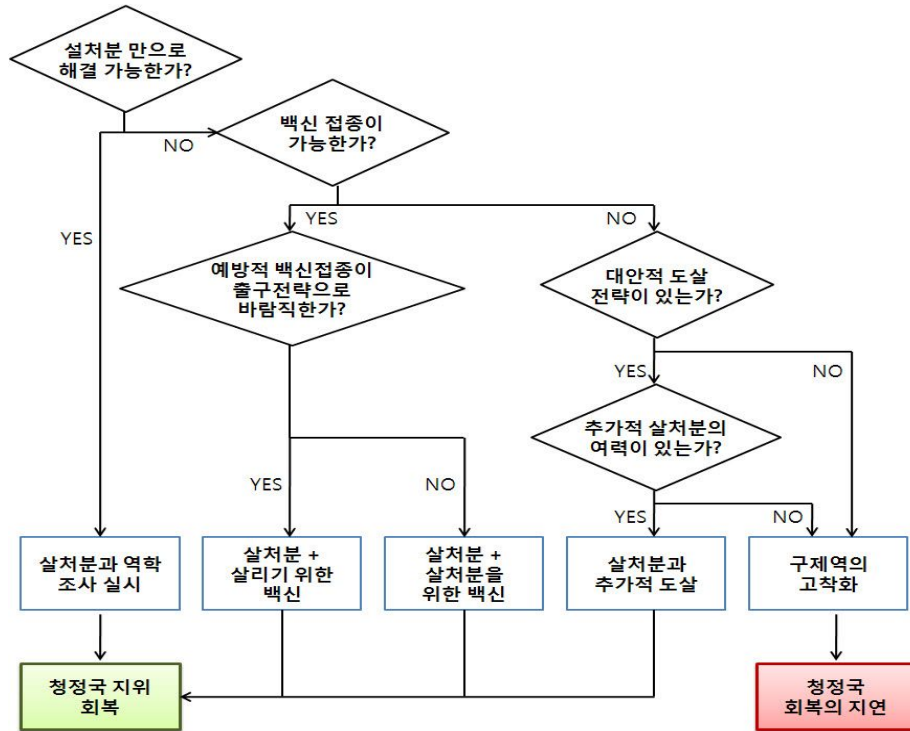 설처분 만으로
해결 가능한가?
백신 접종이
가능한가?
NO
YES
NO
YES
예방적 백신접종이
출구전략으로
바람직한가?
대안적 도살
전략이 있는가?
YES
NO
추가적 살처분의
여력이 있는가?
YES
NO
YES
NO
살처분과 역학
조사 실시
살처분 +
살리기 위한
백신
살처분 +
살처분을
위한 백신
살처분과
추가적 도살
구제역의
고착화
청정국 지위
회복
청정국
회복의 지연